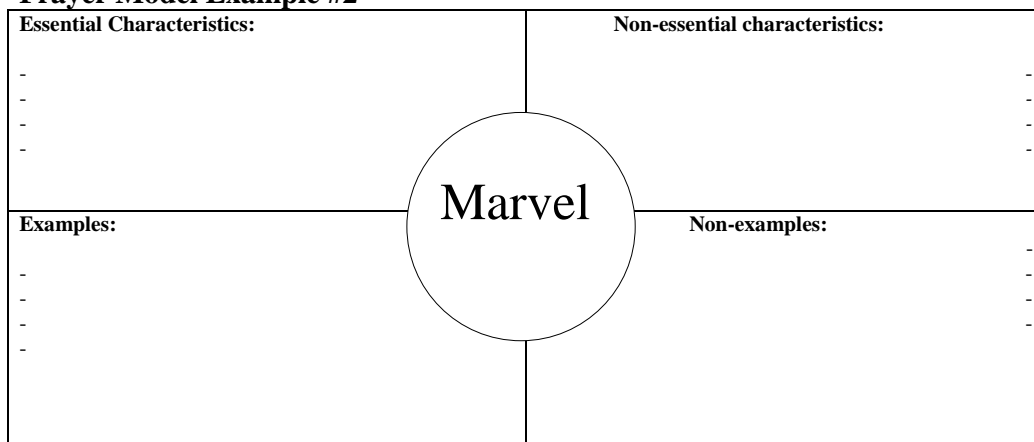 Frayer Model Example #2
Essential Characteristics:
-
-
-
-
Non-essential characteristics:
-
-
-
-
Marvel
Examples:
-
-
-
-
Non-examples:
-
-
-
-